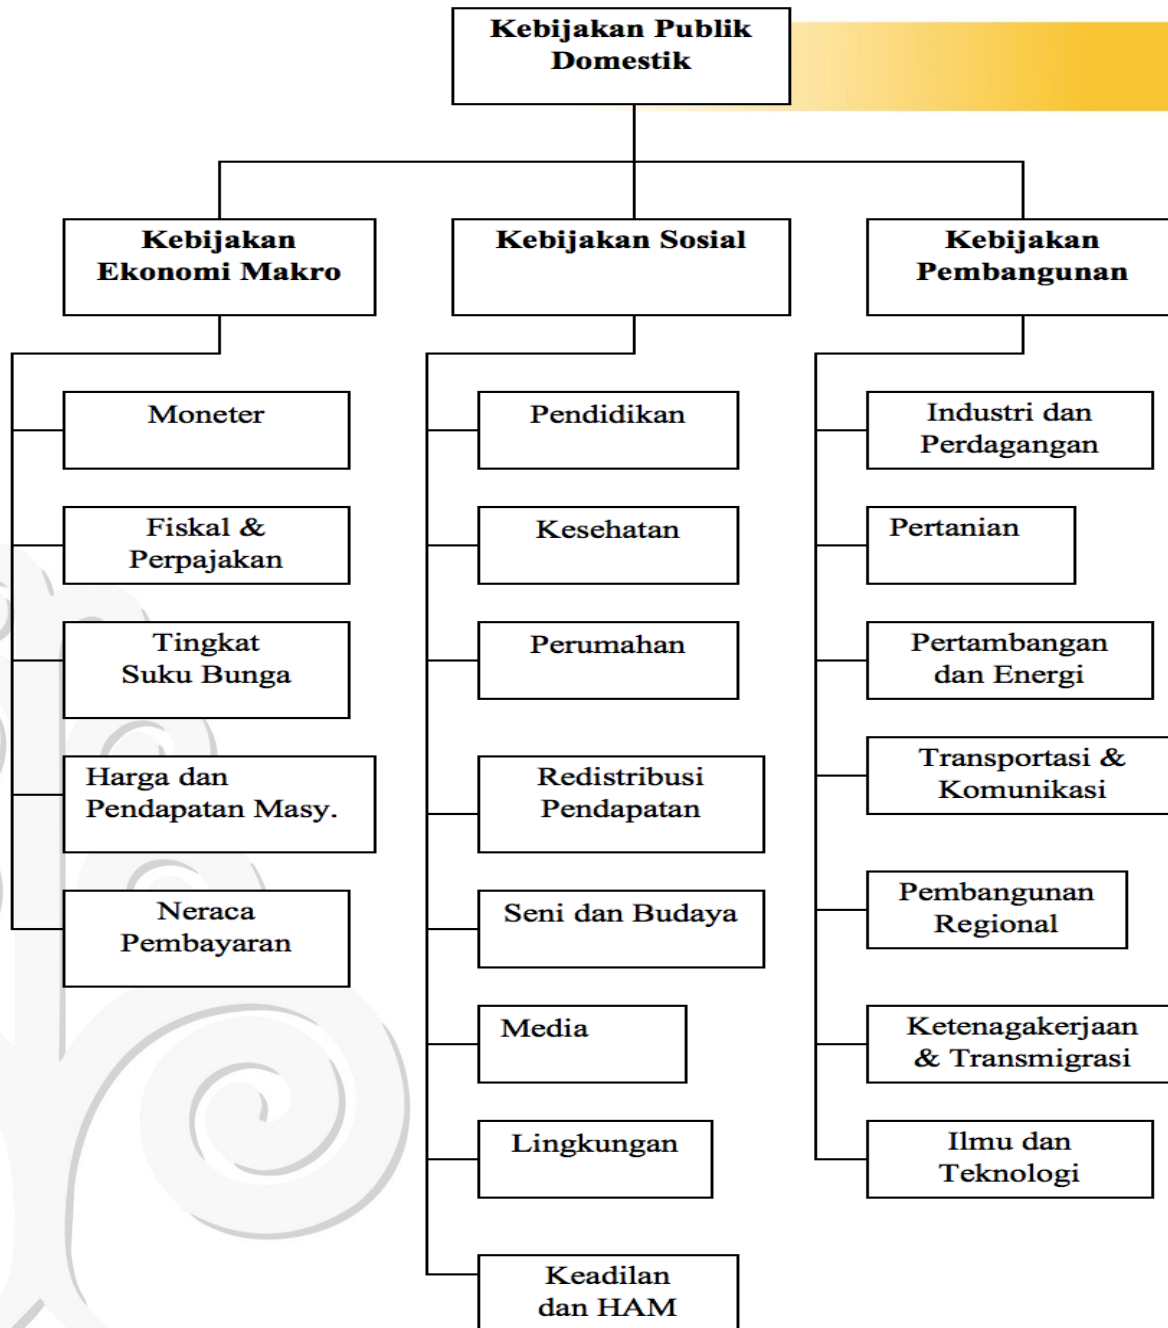 Kebijakan Publik
Domestik
Kebijakan
Ekonomi Makro
Kebijakan Sosial
Kebijakan
Pembangunan
Moneter
Fiskal &
Perpajakan
Tingkat
Suku Bunga
Harga dan
Pendapatan Masy.
Neraca
Pembayaran
Pendidikan
Kesehatan
Perumahan
Redistribusi
Pendapatan
Seni dan Budaya
Media
Lingkungan
Keadilan
dan HAM
Industri dan
Perdagangan
Pertanian
Pertambangan
dan Energi
Transportasi &
Komunikasi
Pembangunan
Regional
Ketenagakerjaan
& Transmigrasi
Ilmu dan
Teknologi